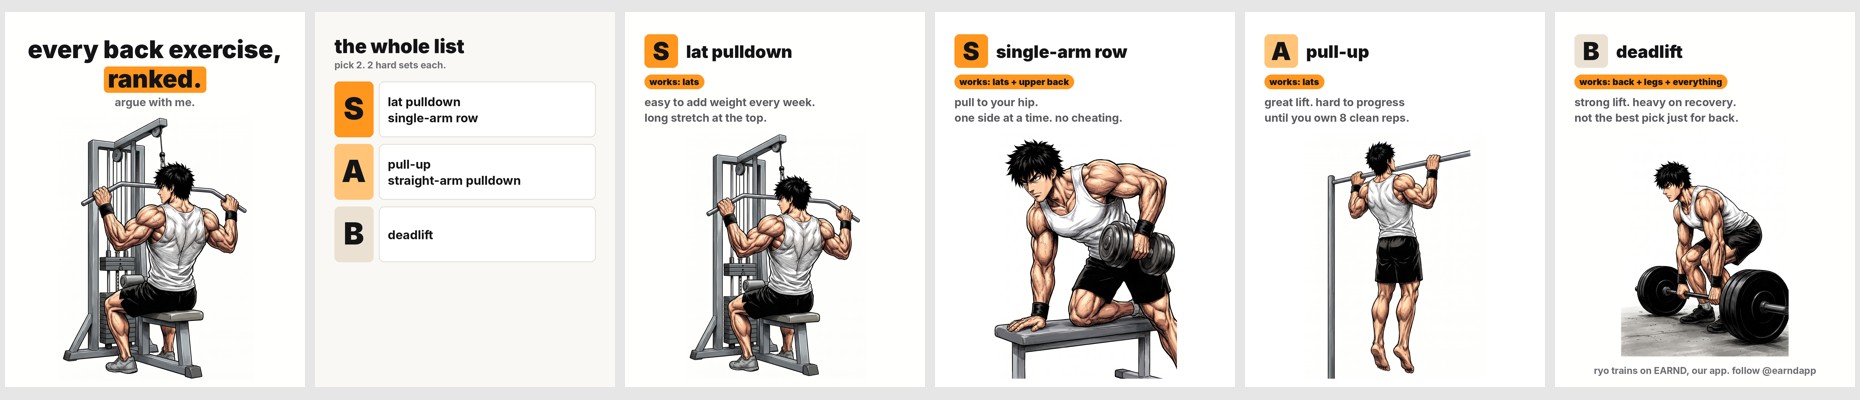 every back exercise,
ranked.
argue with me.
the whole list
pick 2. 2 hard sets each.
S
lat pulldown
single-arm row
A
pull-up
straight-arm pulldown
B
deadlift
S lat pulldown
works: lats
easy to add weight every week.
long stretch at the top.
S single-arm row
works: lats + upper back
pull to your hip.
one side at a time. no cheating.
A pull-up
works: lats
great lift. hard to progress
until you own 8 clean reps.
B deadlift
works: back + legs + everything
strong lift. heavy on recovery.
not the best pick just for back.
ryo trains on EARND, our app. follow @earndapp